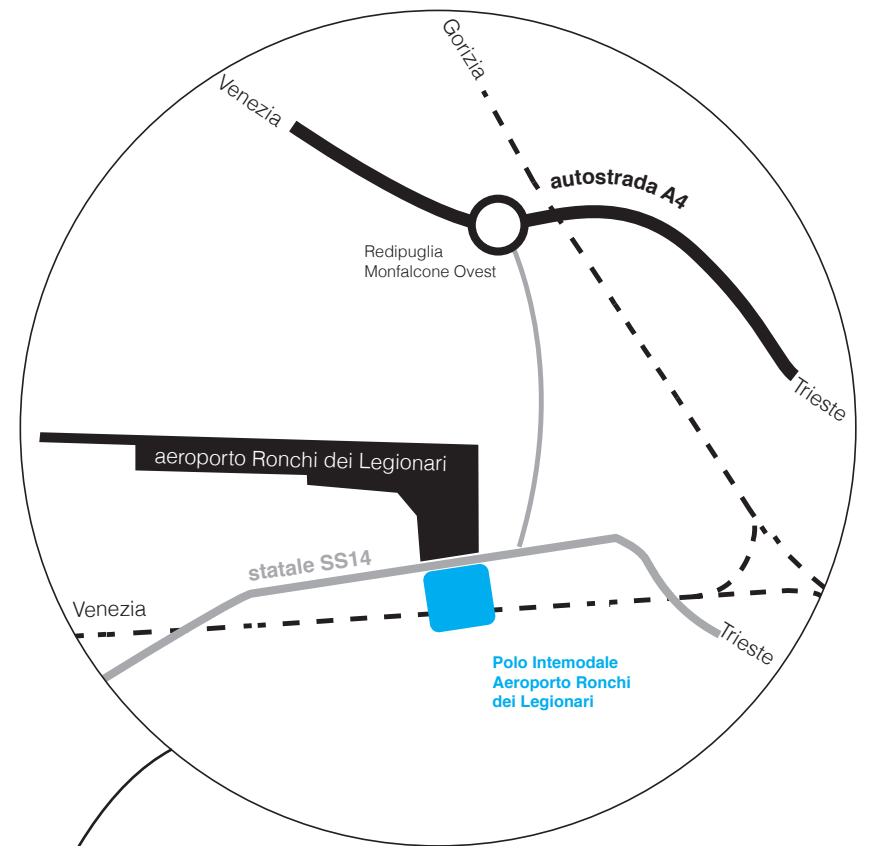 Gorizia
Venezia
autostrada A4
Redipuglia
Monfalcone Ovest
Trieste
aeroporto Ronchi dei Legionari
statale SS14
Venezia
Trieste
Polo Intemodale
Aeroporto Ronchi
dei Legionari